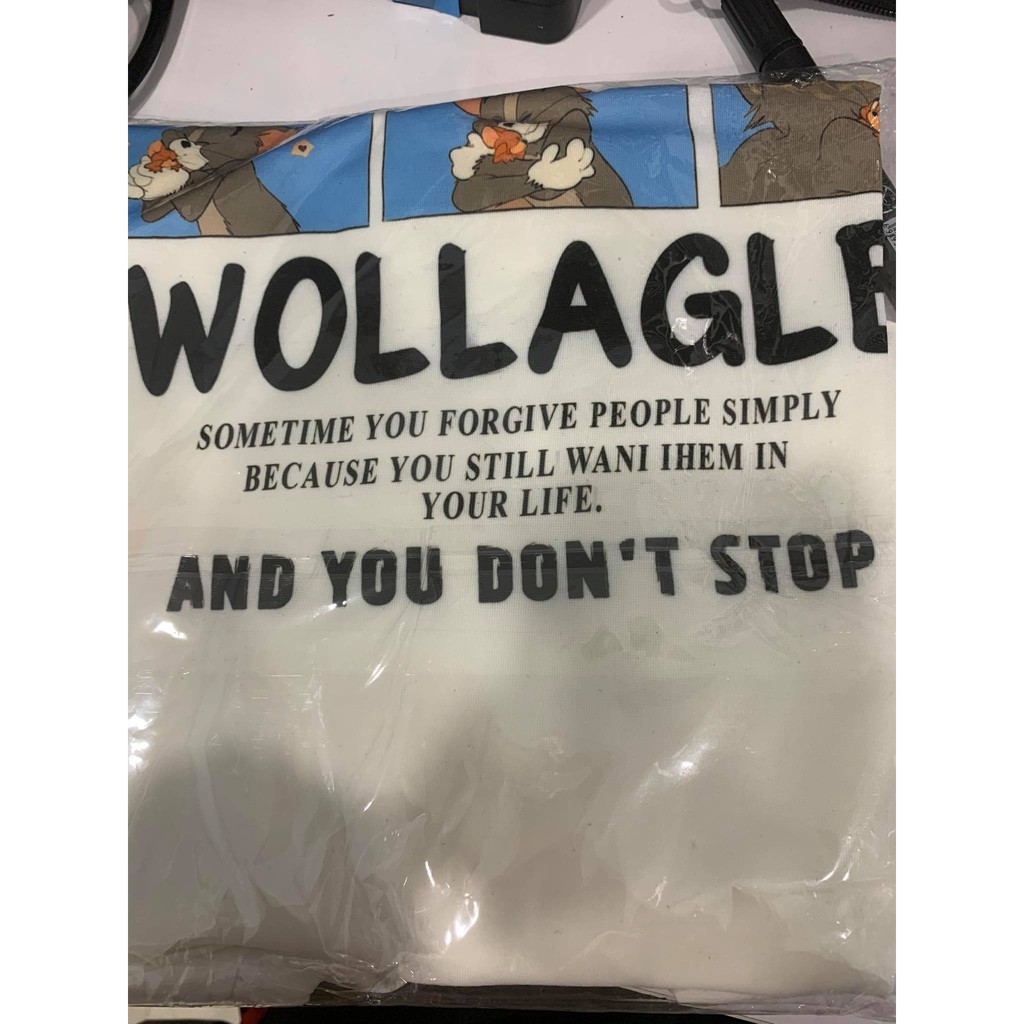 WOLLAGLE
SOMETIME YOU FORGIVE PEOPLE SIMPLY
BECAUSE YOU STILL WANI IHEM IN
YOUR LIFE.
AND YOU DON'T STOP